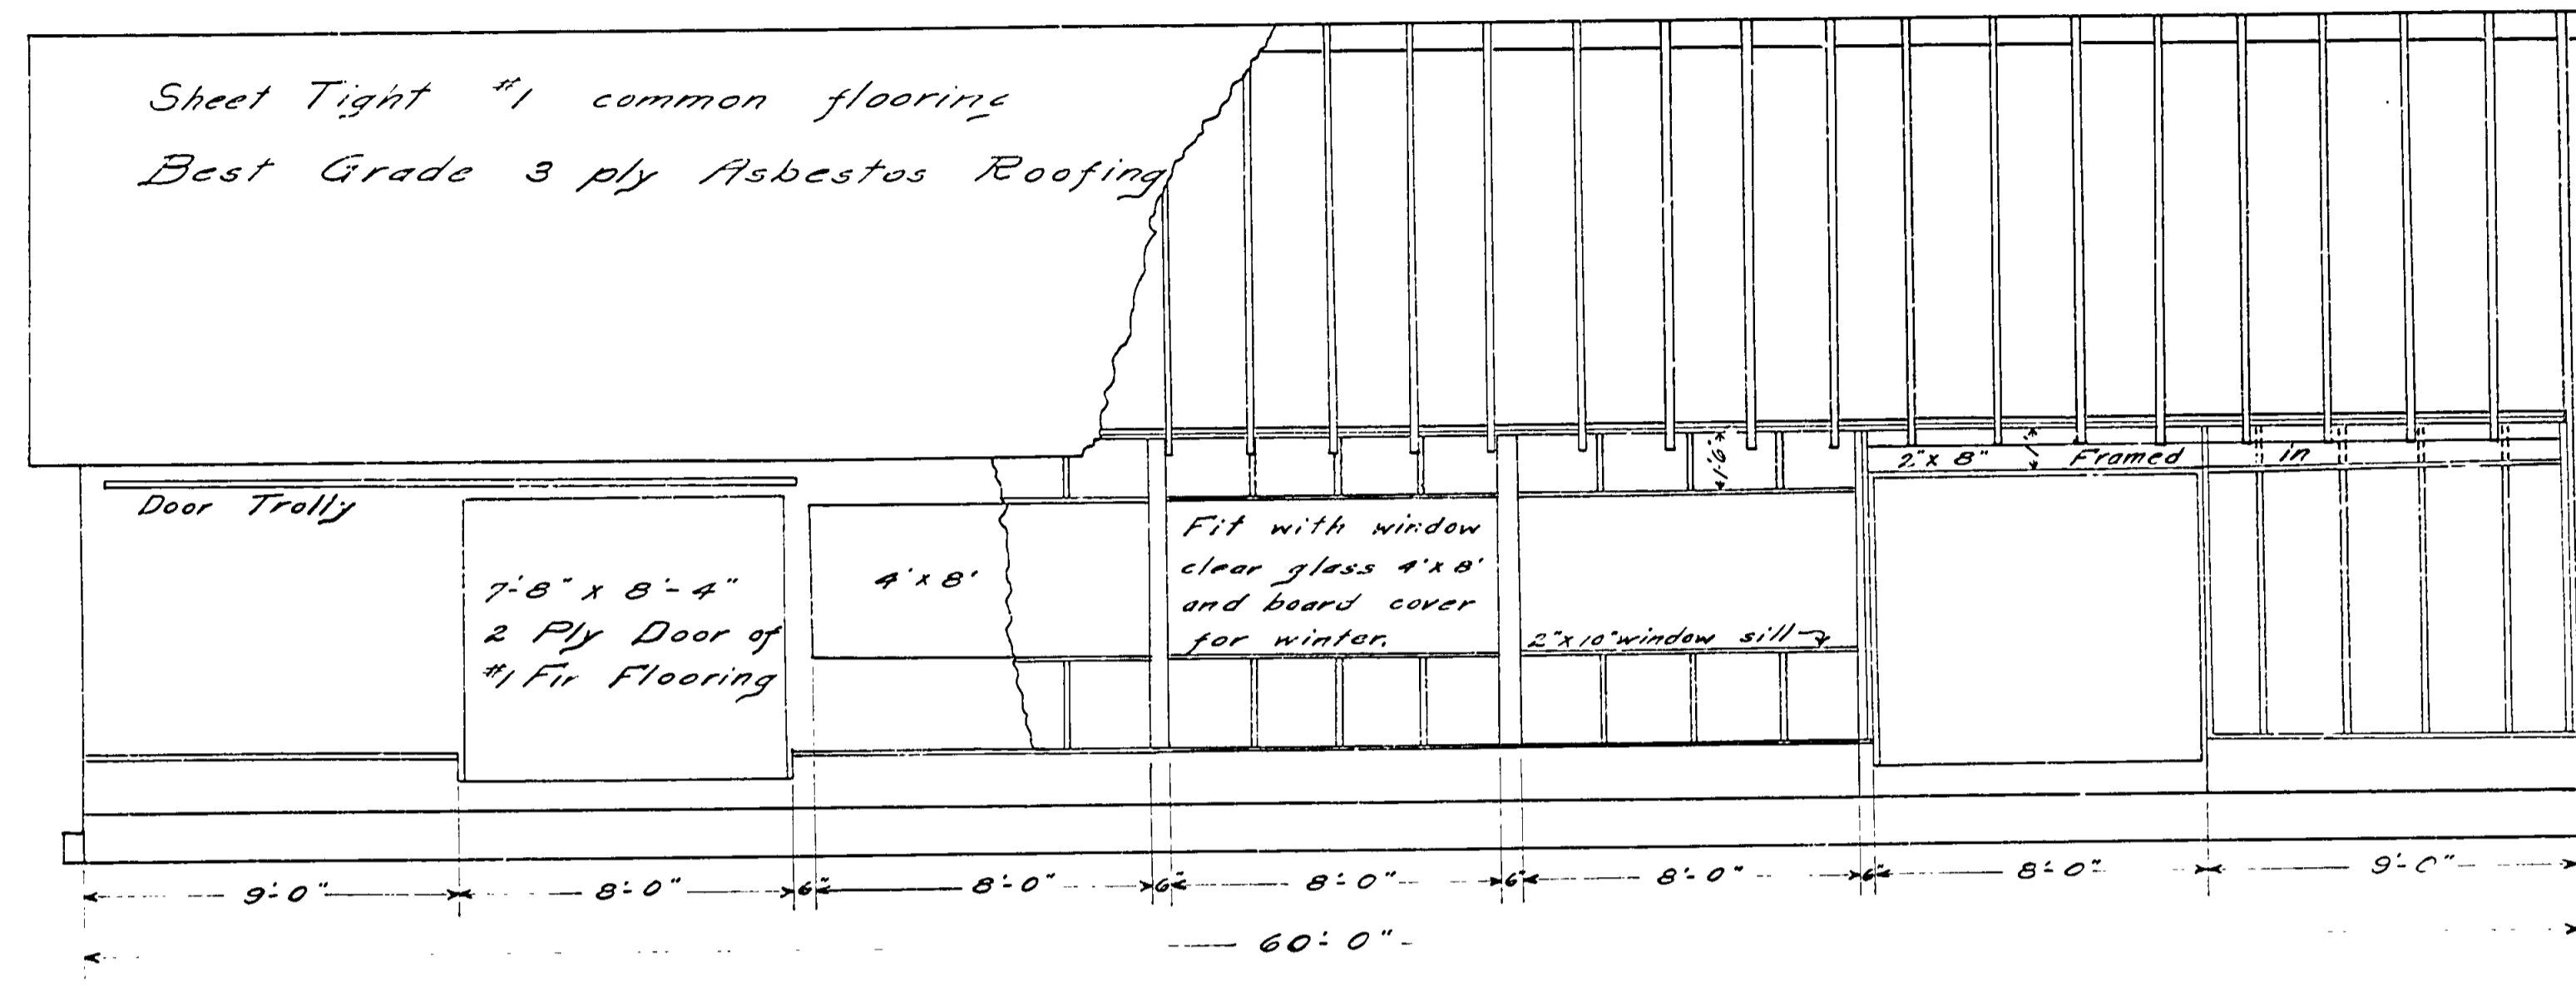 Sheet Tight #1 common flooring
Best Grade 3 ply Asbestos Roofing
Door Trolly
7'-8" x 8'-4"
2 Ply Door of
#1 Fir Flooring
4' x 8'
Fit with window
clear glass 4' x 8'
and board cover
for winter.
1'-6"
2" x 10" window sill
2" x 8" 1' Framed in
9'-0" 8'-0" 6" 8'-0" 6" 8'-0" 6" 8'-0" 6" 8'-0" 9'-0"
60'-0"